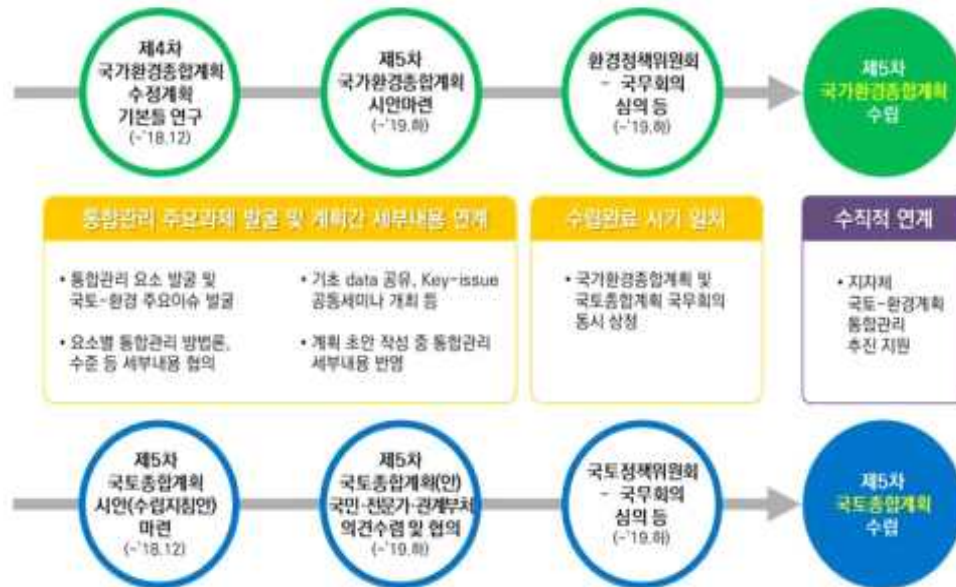 제4차
국가환경종합계획
수정계획
기본틀 연구
(~'18.12)
제5차
국가환경종합계획
시안마련
(~'19.하)
환경정책위원회
- 국무회의
심의 등
(~'19.하)
제5차
국가환경종합계획
수립
통합관리 주요과제 발굴 및 계획간 세부내용 연계
• 통합관리 요소 발굴 및
국토-환경 주요이슈 발굴
• 요소별 통합관리 방법론,
수준 등 세부내용 협의
• 기초 data 공유, Key-issue
공동세미나 개최 등
• 계획 초안 작성 중 통합관리
세부내용 반영
수립완료 시기 일치
• 국가환경종합계획 및
국토종합계획 국무회의
동시 상정
수직적 연계
• 지자체
국토-환경계획
통합관리
추진 지원
제5차
국토종합계획
시안(수립지침안)
마련
(~'18.12)
제5차
국토종합계획(안)
국민·전문가·관계부처
의견수렴 및 협의
(~'19.하)
국토정책위원회
- 국무회의
심의 등
(~'19.하)
제5차
국토종합계획
수립